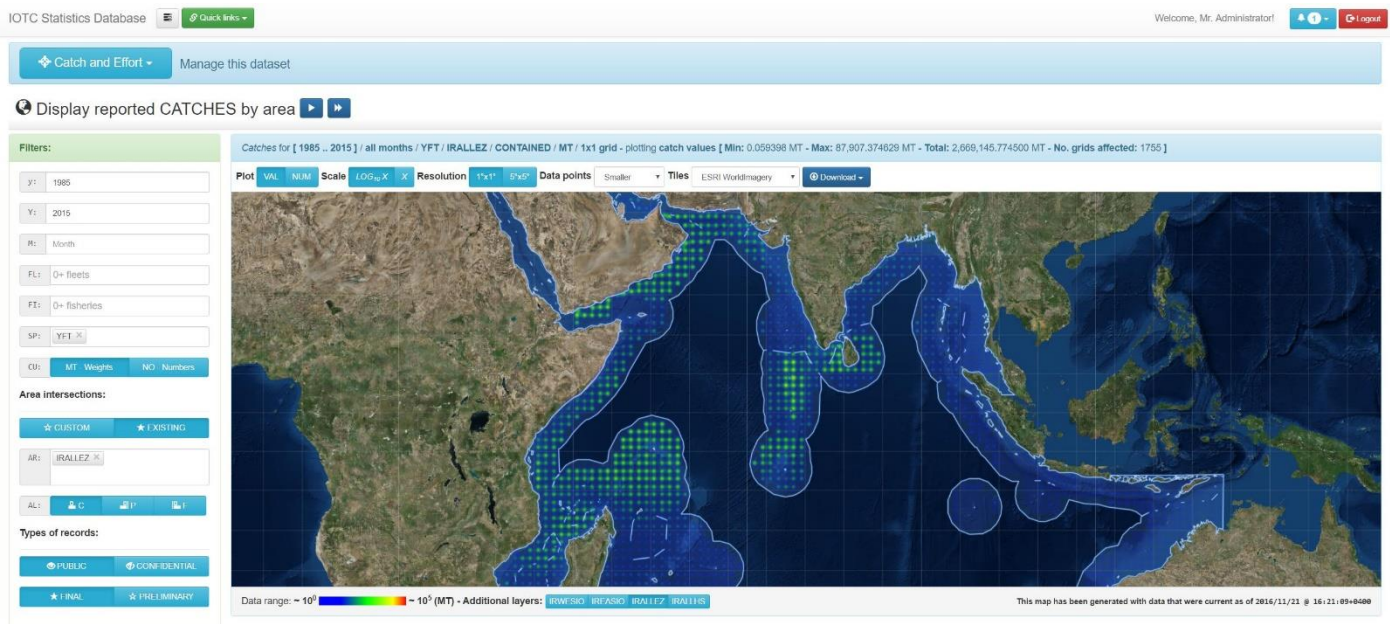 IOTC Statistics Database Quick links Welcome, Mr. Administrator! 1 Logout
Catch and Effort Manage this dataset
Display reported CATCHES by area
Filters:
Catches for [ 1985 .. 2015 ] / all months / YFT / IRALLEZ / CONTAINED / MT / 1x1 grid - plotting catch values [ Min: 0.059398 MT - Max: 87,907.374629 MT - Total: 2,669,145.774500 MT - No. grids affected: 1755 ]
y: 1985
Plot VAL NUM Scale LOG₁₀ X X Resolution 1°x1° 5°x5° Data points Smaller Tiles ESRI WorldImagery Download
Y: 2015
M: Month
FL: 0+ fleets
FI: 0+ fisheries
SP: YFT ×
CU: MT Weights NO Numbers
Area intersections:
CUSTOM EXISTING
AR: IRALLEZ ×
AL: C P F
Types of records:
PUBLIC CONFIDENTIAL
FINAL PRELIMINARY
Data range: ~ 10⁰ ~ 10⁵ (MT) - Additional layers: IRWESIO IREASIO IRALLEZ IRALLHS
This map has been generated with data that were current as of 2016/11/21 @ 16:21:09+0400